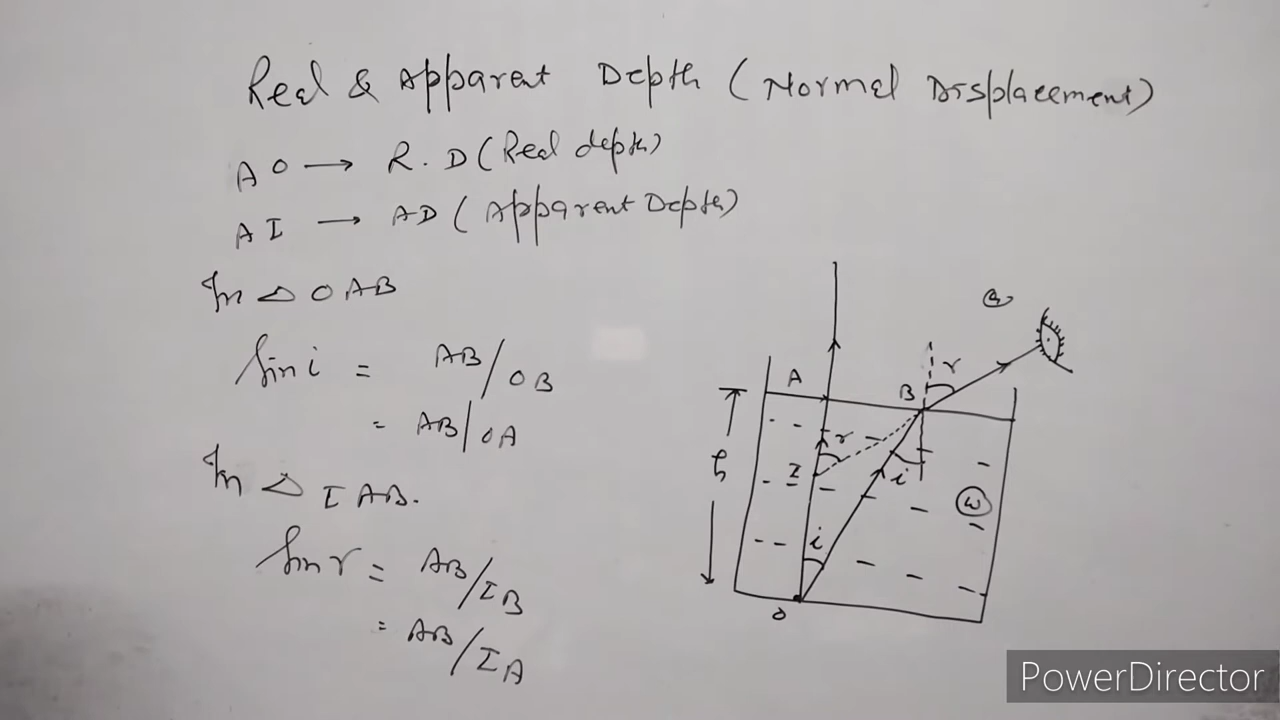 Real & Apparent Depth (Normal Displacement)
AO → R.D (Real depth)
AI → AD (Apparent Depth)
In △ OAB
Sin i = AB/OB
= AB/OA
In △ IAB.
Sin r = AB/IB
= AB/IA
a
A
B
r
r
I
i
i
w
O
PowerDirector